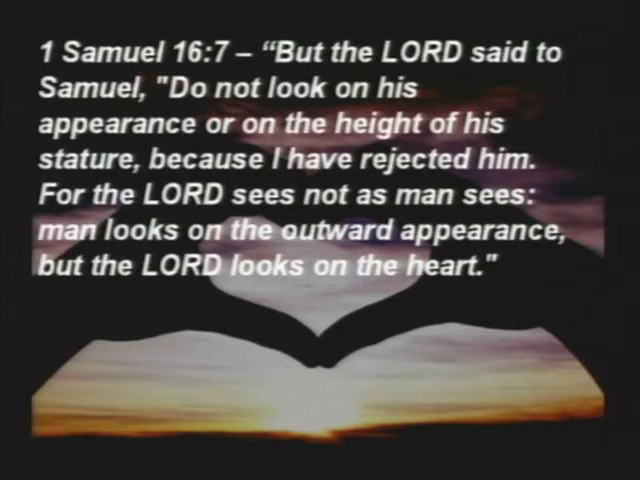 1 Samuel 16:7 – “But the LORD said to
Samuel, "Do not look on his
appearance or on the height of his
stature, because I have rejected him.
For the LORD sees not as man sees:
man looks on the outward appearance,
but the LORD looks on the heart."